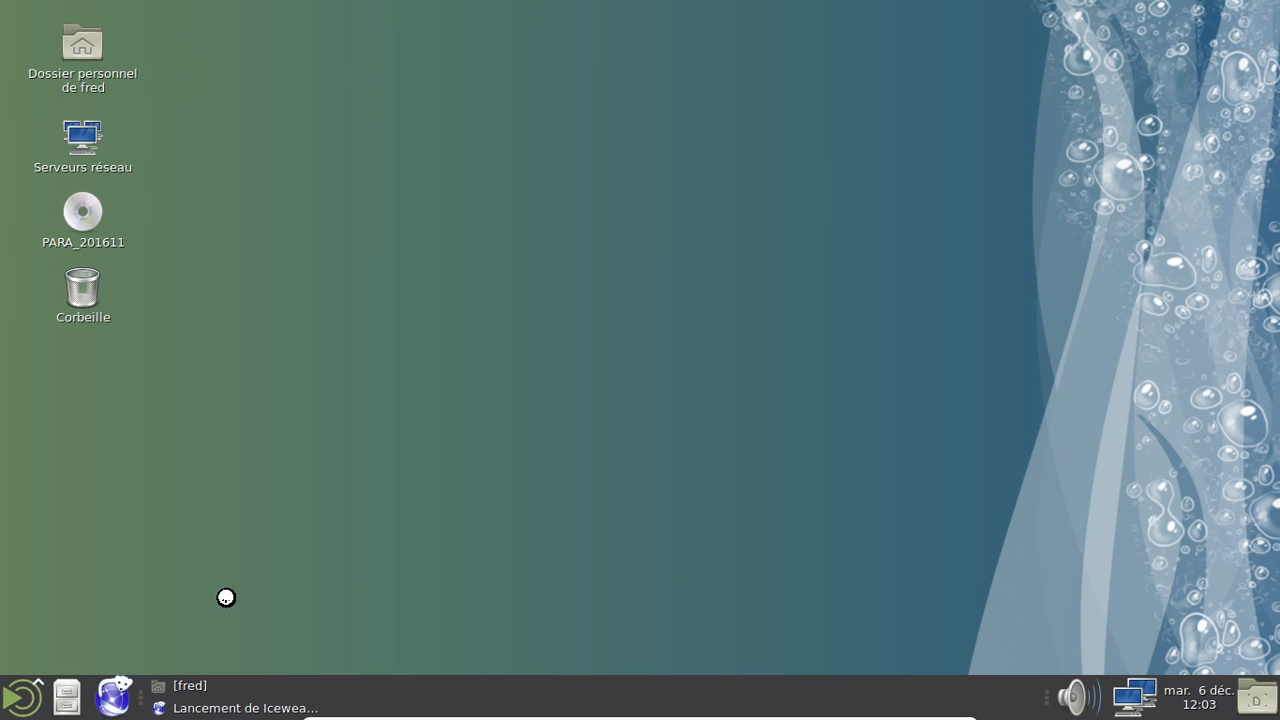 Dossier personnel
de fred
Serveurs réseau
PARA_201611
Corbeille
[fred]
Lancement de Icewea...
mar. 6 déc.
12:03
D